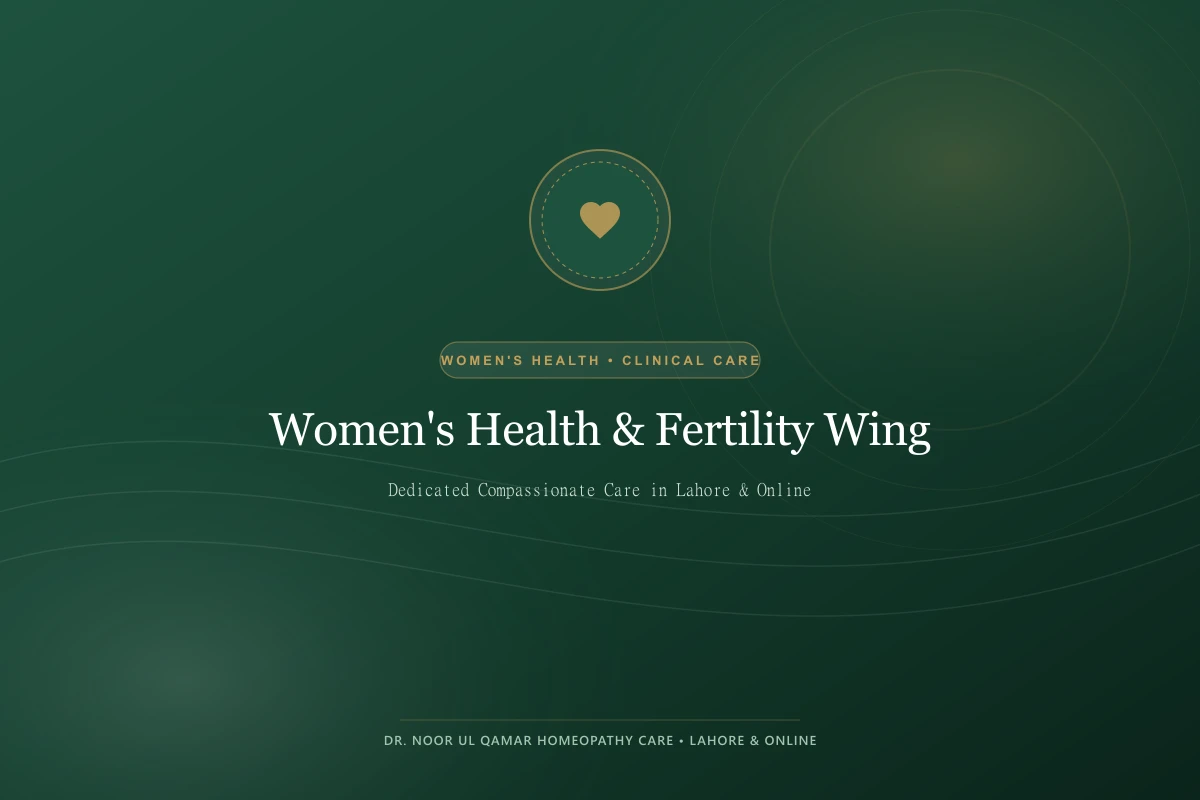 WOMEN'S HEALTH • CLINICAL CARE
Women's Health & Fertility Wing
Dedicated Compassionate Care in Lahore & Online
DR. NOOR UL QAMAR HOMEOPATHY CARE • LAHORE & ONLINE